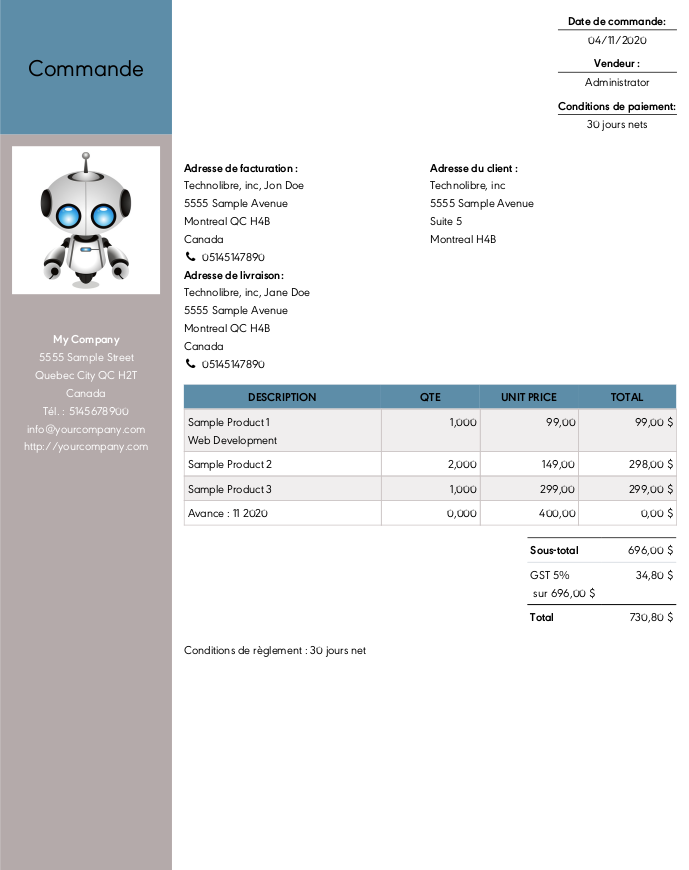 Commande
Date de commande:
04/11/2020
Vendeur :
Administrator
Conditions de paiement:
30 jours nets
My Company
5555 Sample Street
Quebec City QC H2T
Canada
Tél. : 5145678900
info@yourcompany.com
http://yourcompany.com
Adresse de facturation :
Technolibre, inc, Jon Doe
5555 Sample Avenue
Montreal QC H4B
Canada
05145147890
Adresse de livraison:
Technolibre, inc, Jane Doe
5555 Sample Avenue
Montreal QC H4B
Canada
05145147890
Adresse du client :
Technolibre, inc
5555 Sample Avenue
Suite 5
Montreal H4B
DESCRIPTION QTE UNIT PRICE TOTAL
Sample Product 1 1,000 99,00 99,00 $
Web Development
Sample Product 2 2,000 149,00 298,00 $
Sample Product 3 1,000 299,00 299,00 $
Avance : 11 2020 0,000 400,00 0,00 $
Sous-total 696,00 $
GST 5% 34,80 $
sur 696,00 $
Total 730,80 $
Conditions de règlement : 30 jours net